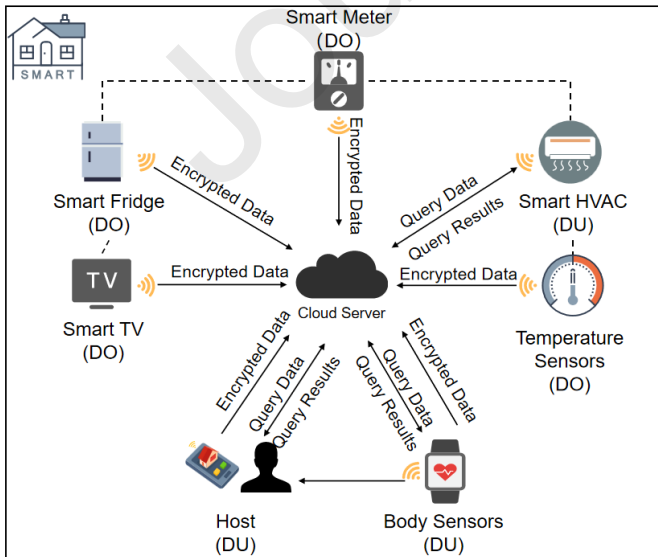 Smart Meter
(DO)
SMART
Encrypted Data
Encrypted Data
Query Data
Query Results
Smart Fridge
(DO)
Smart HVAC
(DU)
TV
Encrypted Data
Encrypted Data
Cloud Server
Smart TV
(DO)
Temperature
Sensors
(DO)
Encrypted Data
Query Data
Query Results
Encrypted Data
Query Data
Query Results
Host
(DU)
Body Sensors
(DU)